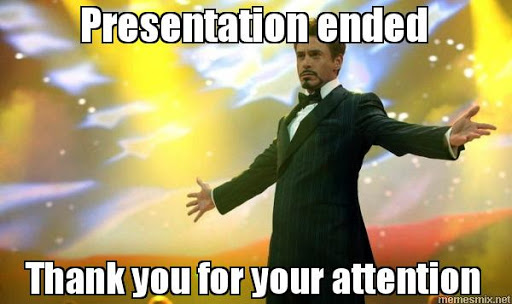 Presentation ended
Thank you for your attention
memesmix.net